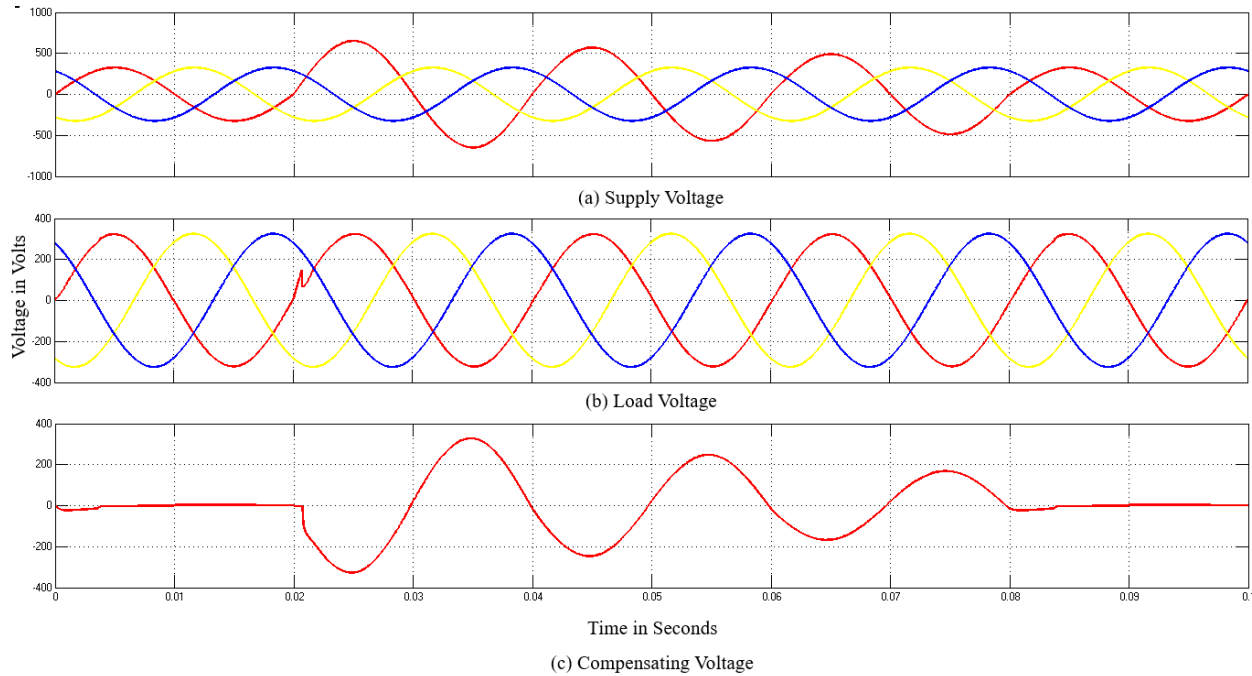 1000
500
0
-500
-1000
(a) Supply Voltage
Voltage in Volts
400
200
0
-200
-400
(b) Load Voltage
400
200
0
-200
-400
0 0.01 0.02 0.03 0.04 0.05 0.06 0.07 0.08 0.09 0.1
Time in Seconds
(c) Compensating Voltage